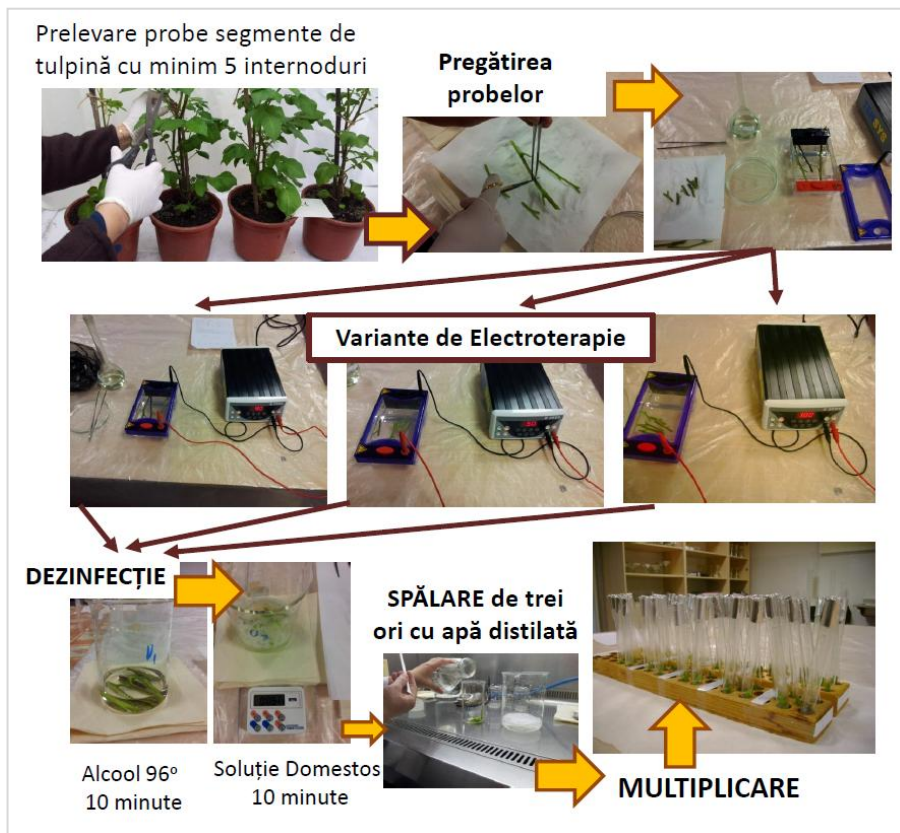 Prelevare probe segmente de
tulpină cu minim 5 internoduri
Pregătirea
probelor
Variante de Electroterapie
DEZINFECȚIE
Alcool 96º
10 minute
Soluție Domestos
10 minute
SPĂLARE de trei
ori cu apă distilată
MULTIPLICARE